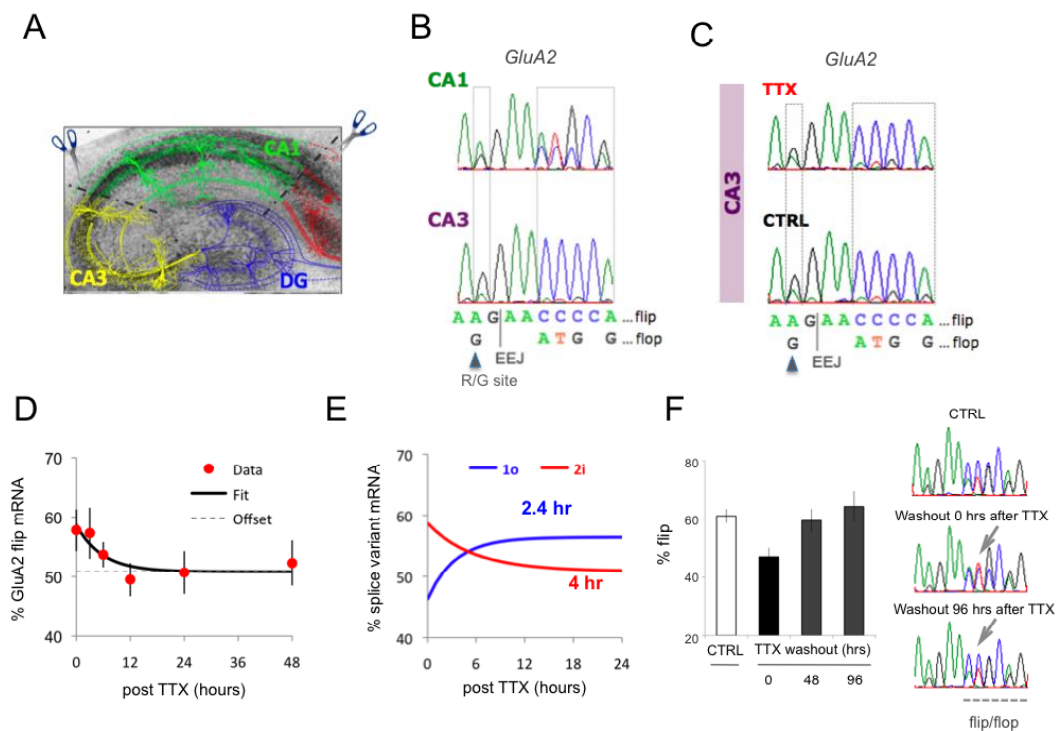 A
CA1
CA3
DG
B
GluA2
CA1
CA3
A A G A A C C C C A ... flip
G A T G G ... flop
EEJ
R/G site
C
GluA2
CA3
TTX
CTRL
A A G A A C C C C A ... flip
G A T G G ... flop
EEJ
D
% GluA2 flip mRNA
70
60
50
40
Data
Fit
Offset
0 12 24 36 48
post TTX (hours)
E
% splice variant mRNA
70
60
50
40
1o 2i
2.4 hr
4 hr
0 6 12 18 24
post TTX (hours)
F
% flip
80
60
40
20
CTRL TTX washout (hrs)
0 48 96
CTRL
Washout 0 hrs after TTX
Washout 96 hrs after TTX
flip/flop